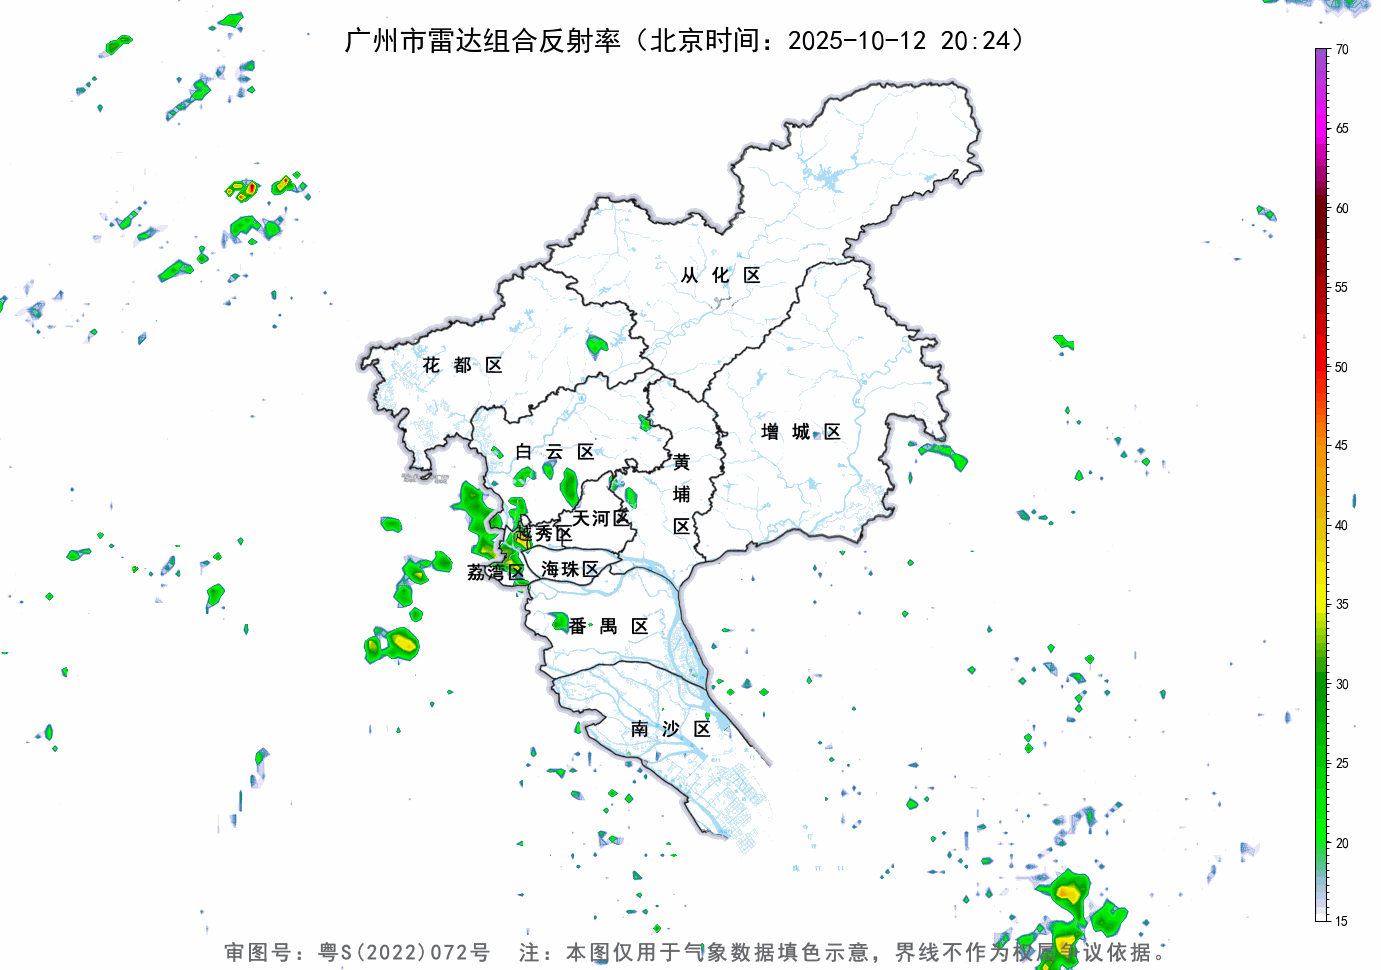 广州市雷达组合反射率（北京时间：2025-10-12 20:24）
70
65
60
55
50
45
40
35
30
25
20
15
从化区
花都区
增城区
白云区
黄埔区
天河区
越秀区
荔湾区
海珠区
番禺区
南沙区
审图号：粤S(2022)072号 注：本图仅用于气象数据填色示意，界线不作为权属争议依据。